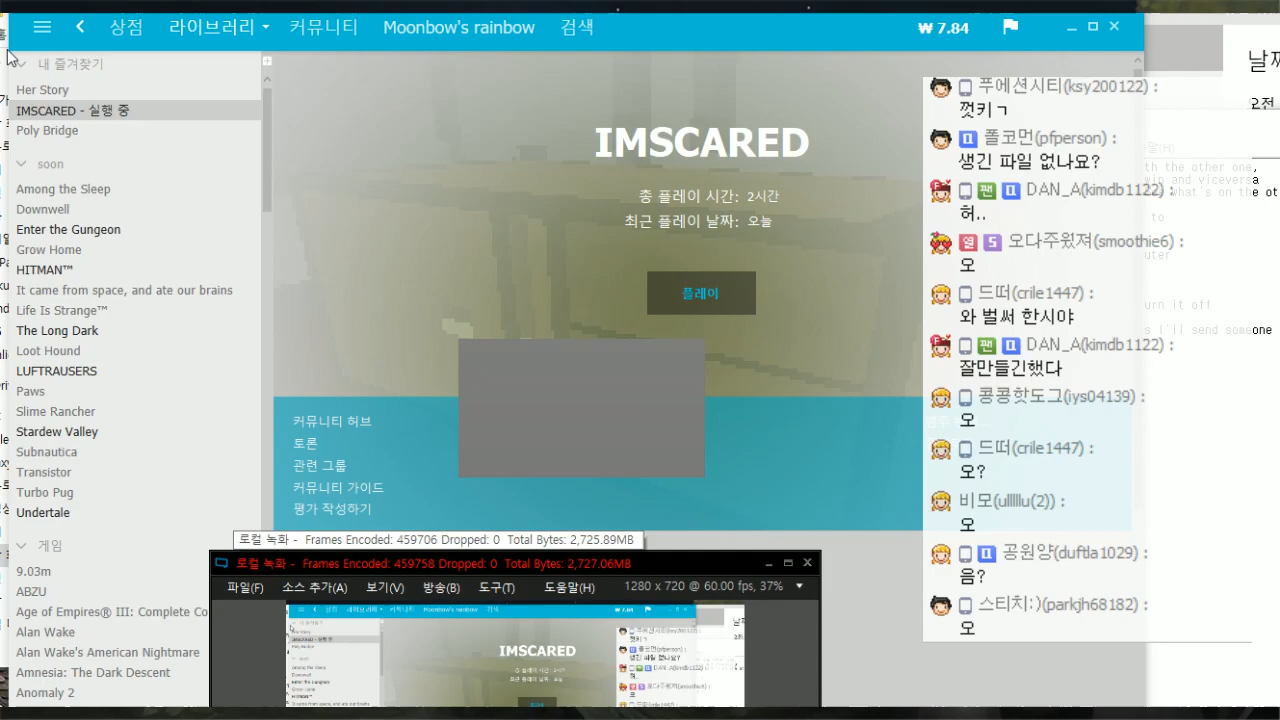 상점 라이브러리 커뮤니티 Moonbow's rainbow 검색 ₩ 7.84
내 즐겨찾기
Her Story
IMSCARED - 실행 중
Poly Bridge
soon
Among the Sleep
Downwell
Enter the Gungeon
Grow Home
HITMAN™
It came from space, and ate our brains
Life Is Strange™
The Long Dark
Loot Hound
LUFTRAUSERS
Paws
Slime Rancher
Stardew Valley
Subnautica
Transistor
Turbo Pug
Undertale
게임
9.03m
ABZU
Age of Empires® III: Complete Co
Alan Wake
Alan Wake's American Nightmare
Amnesia: The Dark Descent
Anomaly 2
IMSCARED
총 플레이 시간: 2시간
최근 플레이 날짜: 오늘
플레이
커뮤니티 허브
토론
관련 그룹
커뮤니티 가이드
평가 작성하기
푸에션시티(ksy200122) :
껏키ㄱ
폴코먼(pfperson) :
생긴 파일 없나요?
DAN_A(kimdb1122) :
허..
열 S 오다주웠져(smoothie6) :
오
드떠(crile1447) :
와 벌써 한시야
팬 DAN_A(kimdb1122) :
잘만들긴했다
콩콩핫도그(iys04139) :
오
드떠(crile1447) :
오?
비모(ulllllu(2)) :
오
공원양(duftla1029) :
음?
스티치:)(parkjh68182) :
오
오전
th the other one,
win and viceversa
what's on the ot
to
uter
urn it off
s I'll send someone
로컬 녹화 - Frames Encoded: 459706 Dropped: 0 Total Bytes: 2,725.89MB
로컬 녹화 - Frames Encoded: 459758 Dropped: 0 Total Bytes: 2,727.06MB
파일(F) 소스 추가(A) 보기(V) 방송(B) 도구(T) 도움말(H) 1280 x 720 @ 60.00 fps, 37%
IMSCARED